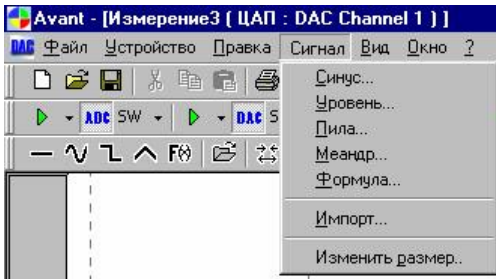 Avant - [Измерение3 ( ЦАП : DAC Channel 1 ) ]
DAC Файл Устройство Правка Сигнал Вид Окно ?
Синус...
Уровень...
ADC SW DAC S
Пила...
Меандр...
F(x)
Формула...
Импорт...
Изменить размер..